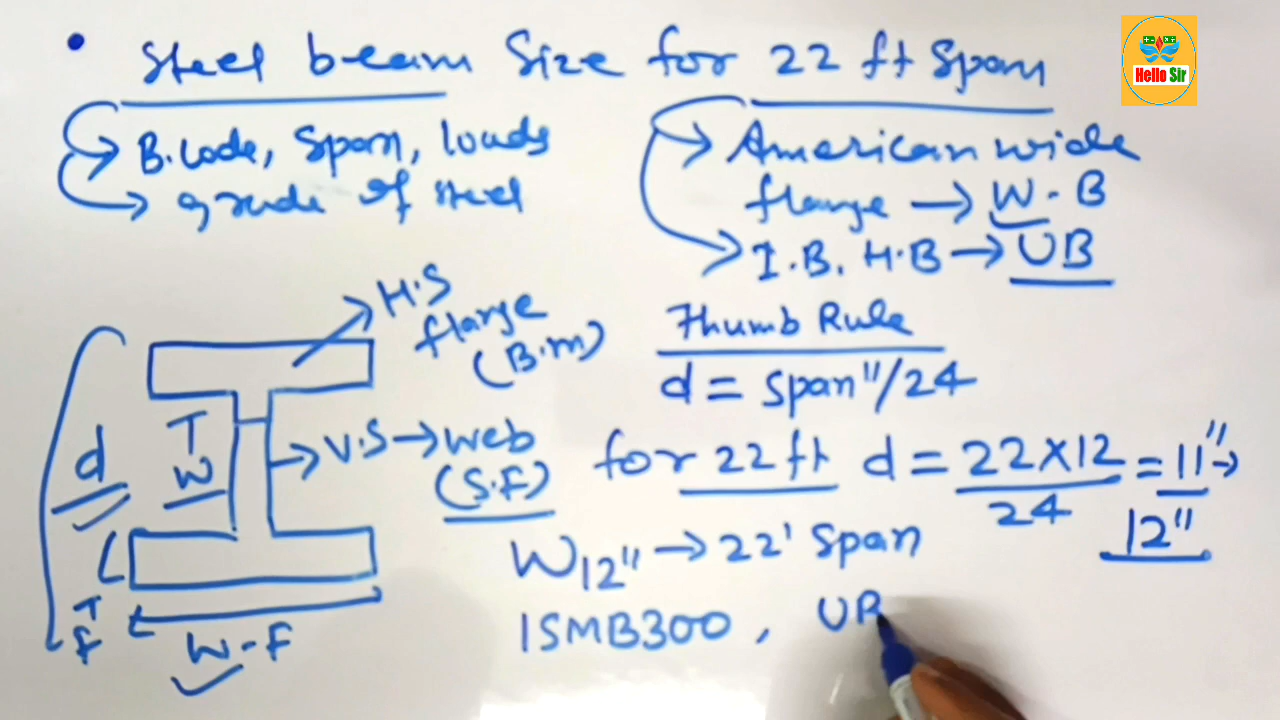 Steel beam Size for 22 ft Span
B.Code, Span, loads
grade of steel
American wide
flange → W-B
I.B. H.B → UB
Hello Sir
H.S
flange
(B.m)
V.S → Web
(S.F)
d
T
W
T
f
W-F
Thumb Rule
d = Span"/24
for 22 ft d = 22×12/24 = 11" →
12"
W12" → 22' Span
ISMB300, UB